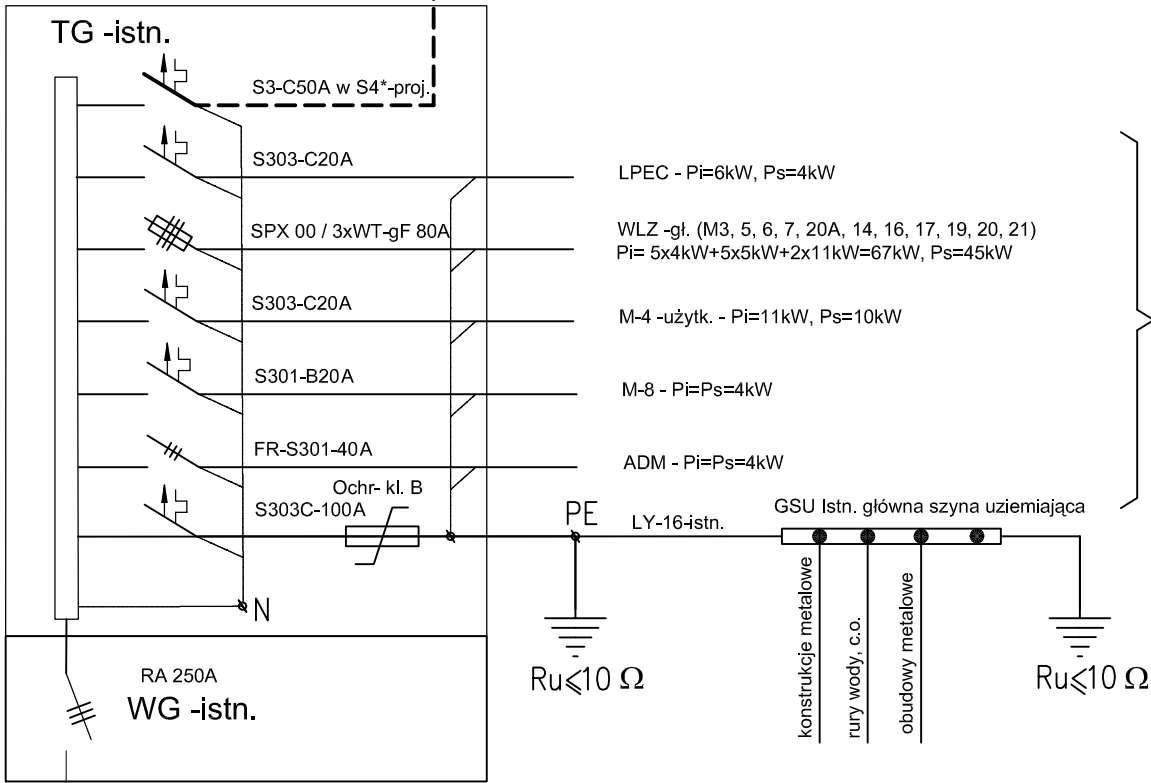 TG -istn.
S3-C50A w S4*-proj.
S303-C20A
LPEC - Pi=6kW, Ps=4kW
SPX 00 / 3xWT-gF 80A
WLZ -gł. (M3, 5, 6, 7, 20A, 14, 16, 17, 19, 20, 21)
Pi= 5x4kW+5x5kW+2x11kW=67kW, Ps=45kW
S303-C20A
M-4 -użytk. - Pi=11kW, Ps=10kW
S301-B20A
M-8 - Pi=Ps=4kW
FR-S301-40A
ADM - Pi=Ps=4kW
Ochr- kl. B
S303C-100A
PE
LY-16-istn.
GSU Istn. główna szyna uziemiająca
N
konstrukcje metalowe
rury wody, c.o.
obudowy metalowe
Ru≤10 Ω
Ru≤10 Ω
RA 250A
WG -istn.